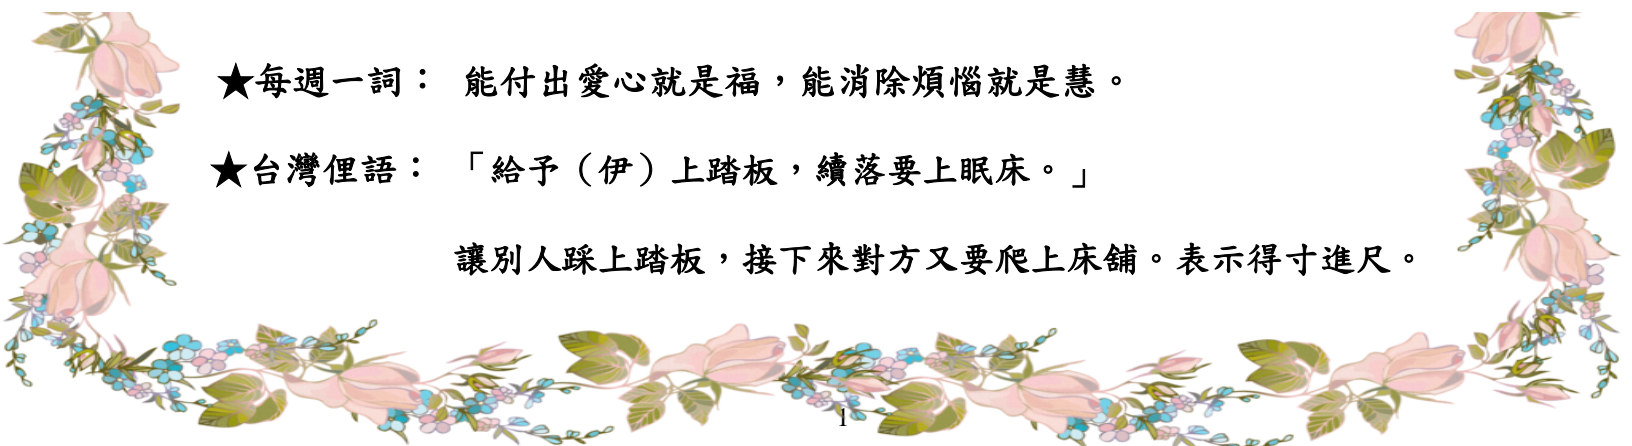 ★每週一詞： 能付出愛心就是福，能消除煩惱就是慧。
★台灣俚語： 「給予（伊）上踏板，續落要上眠床。」
讓別人踩上踏板，接下來對方又要爬上床舖。表示得寸進尺。
1